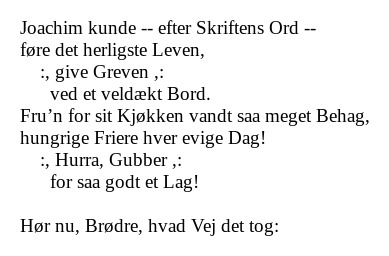 Joachim kunde -- efter Skriftens Ord --
føre det herligste Leven,
:, give Greven ,:
ved et veldækt Bord.
Fru’n for sit Kjøkken vandt saa meget Behag,
hungrige Friere hver evige Dag!
:, Hurra, Gubber ,:
for saa godt et Lag!

Hør nu, Brødre, hvad Vej det tog: